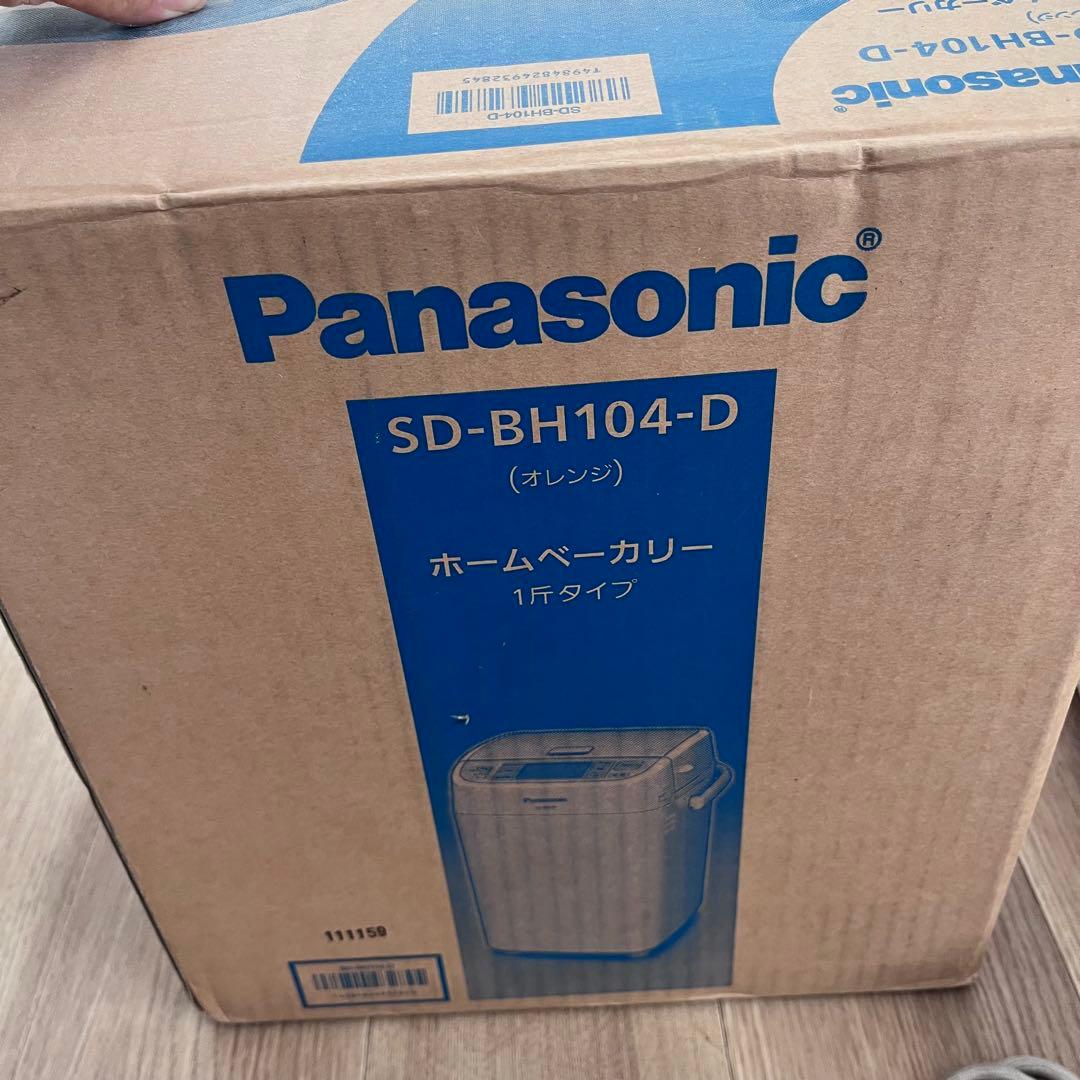 Panasonic®
SD-BH104-D
(オレンジ)
ホームベーカリー
1斤タイプ
Panasonic
111159
SD-BH104-D
T4984824932845
SD-BH104-D